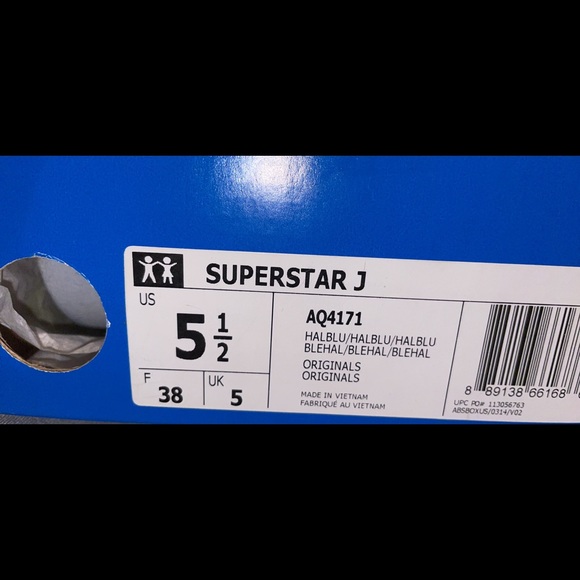 SUPERSTAR J
US
5 1/2
F
38
UK
5
AQ4171
HALBLU/HALBLU/HALBLU
BLEHAL/BLEHAL/BLEHAL
ORIGINALS
ORIGINALS
MADE IN VIETNAM
FABRIQUÉ AU VIETNAM
8 89138 66168
UPC PO# 113056763
ABSBOXUS/0314/V02